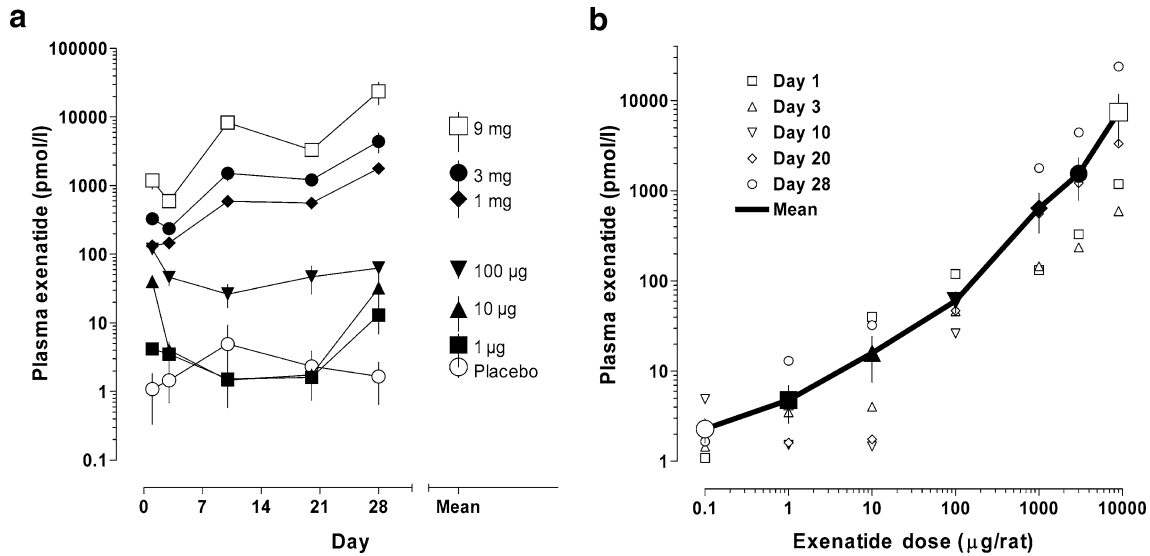 a
Plasma exenatide (pmol/l)
100000
10000
1000
100
10
1
0.1
0 7 14 21 28 Mean
Day
9 mg
3 mg
1 mg
100 µg
10 µg
1 µg
Placebo
b
Plasma exenatide (pmol/l)
10000
1000
100
10
1
Day 1
Day 3
Day 10
Day 20
Day 28
Mean
0.1 1 10 100 1000 10000
Exenatide dose (µg/rat)